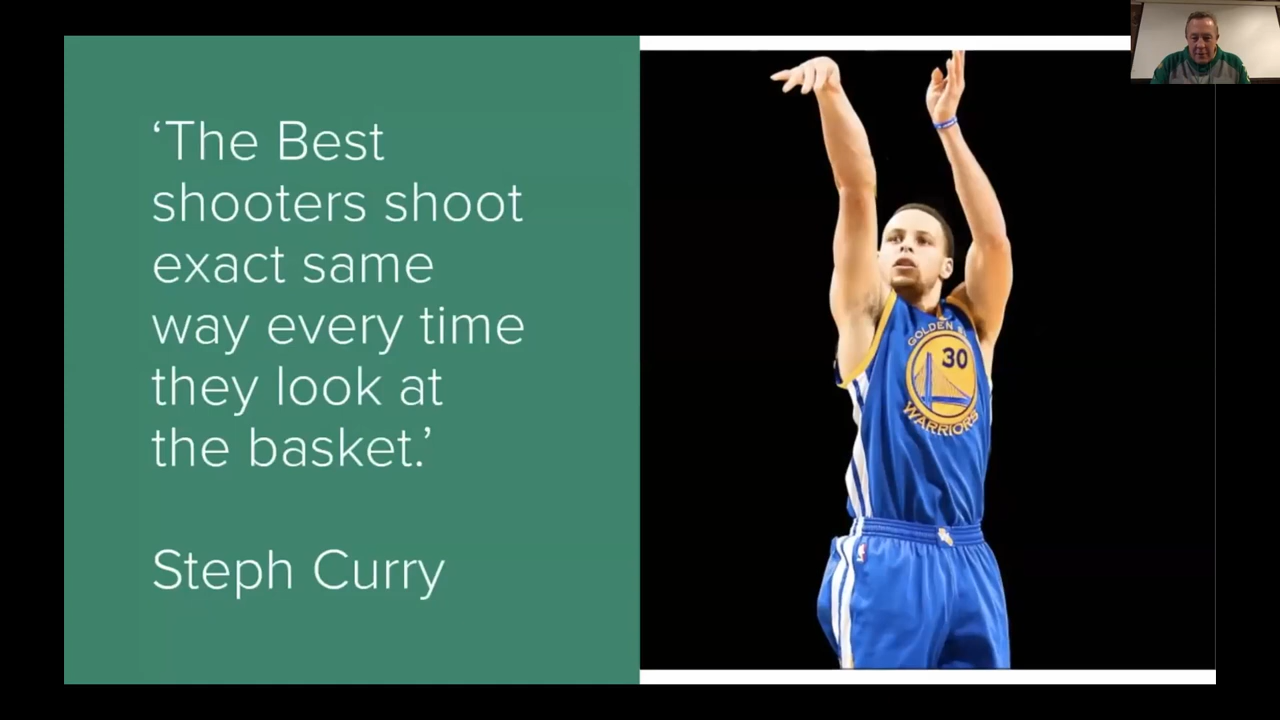 ‘The Best
shooters shoot
exact same
way every time
they look at
the basket.’
Steph Curry
GOLDEN S
30
WARRIORS